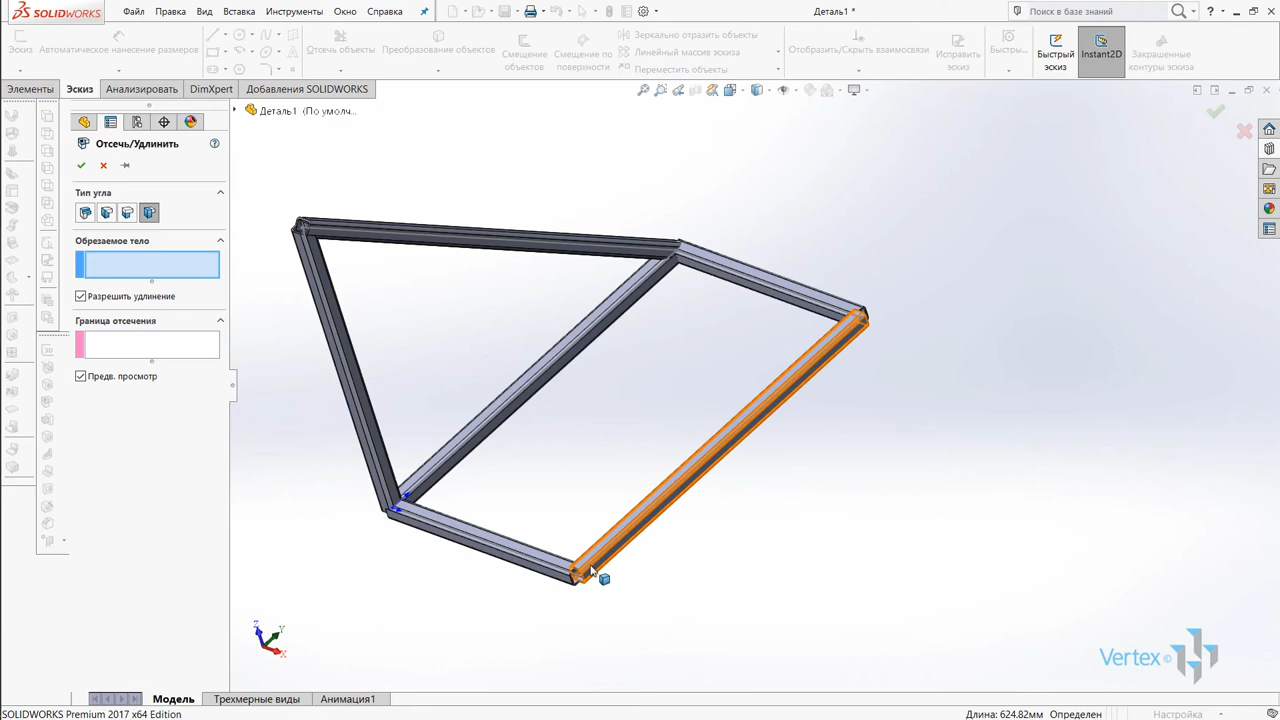 SOLIDWORKS Файл Правка Вид Вставка Инструменты Окно Справка Деталь1 * Поиск в базе знаний
Эскиз Автоматическое нанесение размеров Отсечь объекты Преобразование объектов Смещение объектов Смещение по поверхности Зеркально отразить объекты Отобразить/Скрыть взаимосвязи Исправить эскиз Быстры... Быстрый эскиз Instant2D Закрашенные контуры эскиза
Линейный массив эскиза
Переместить объекты
Элементы Эскиз Анализировать DimXpert Добавления SOLIDWORKS
Деталь1 (По умолч...
Отсечь/Удлинить
Тип угла
Обрезаемое тело
Разрешить удлинение
Граница отсечения
Предв. просмотр
Z Y X
Vertex ©
Модель Трехмерные виды Анимация1
SOLIDWORKS Premium 2017 x64 Edition Длина: 624.82мм Определен Настройка